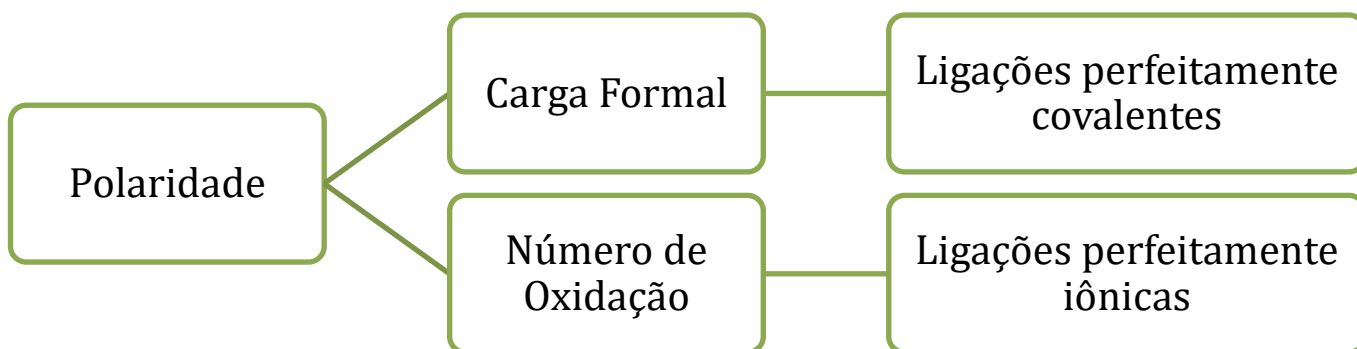 Polaridade
Carga Formal
Ligações perfeitamente
covalentes
Número de
Oxidação
Ligações perfeitamente
iônicas